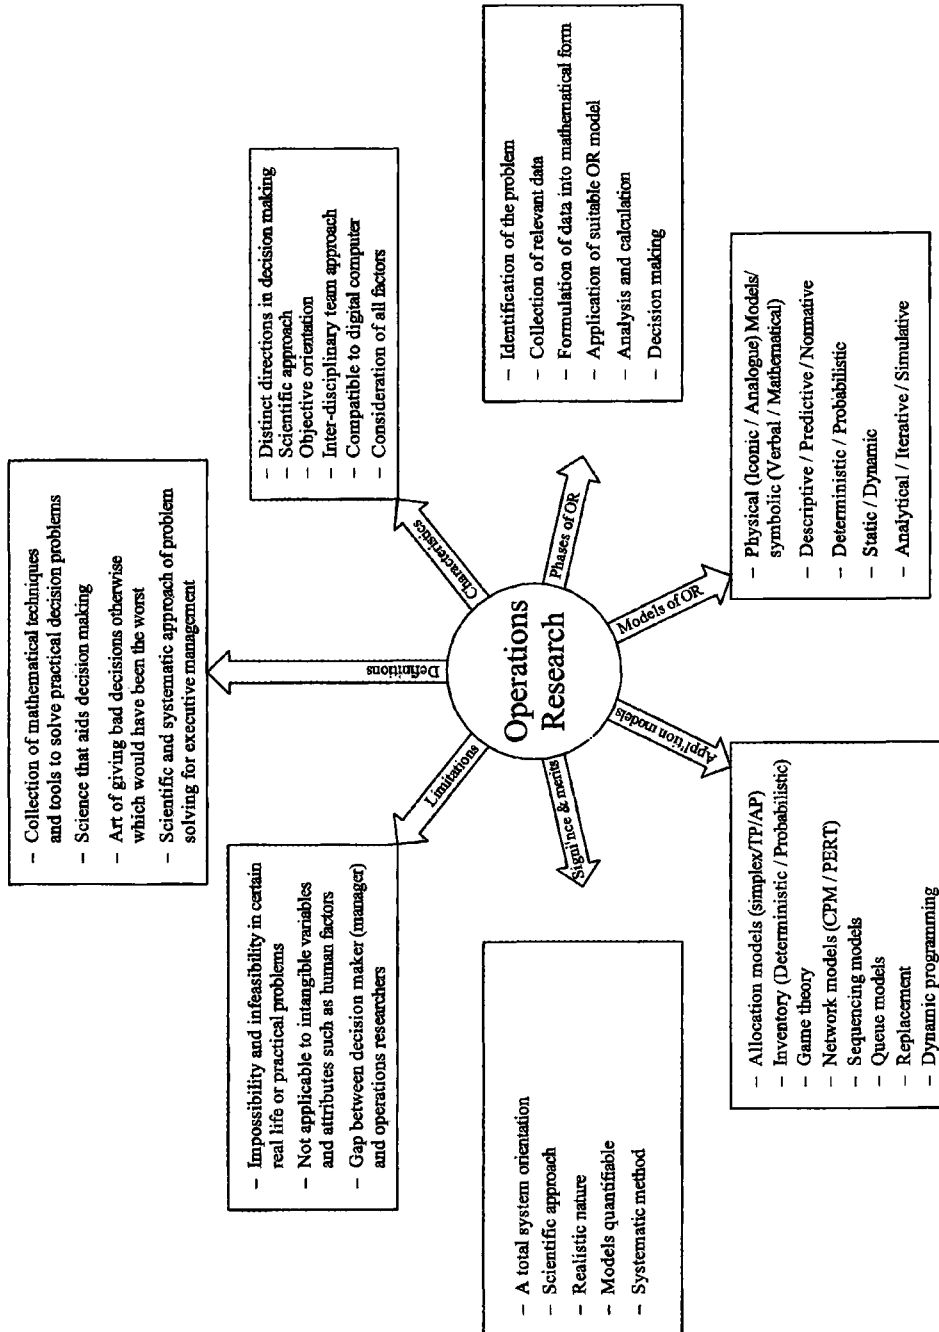 – Collection of mathematical techniques
and tools to solve practical decision problems
– Science that aids decision making
– Art of giving bad decisions otherwise
which would have been the worst
– Scientific and systematic approach of problem
solving for executive management
– Impossibility and infeasibility in certain
real life or practical problems
– Not applicable to intangible variables
and attributes such as human factors
– Gap between decision maker (manager)
and operations researchers
– Distinct directions in decision making
– Scientific approach
– Objective orientation
– Inter-disciplinary team approach
– Compatible to digital computer
– Consideration of all factors
Limitations
Definitions
Characteristics
Operations
Research
Signi'nce & merits
Appl'tion models
Models of OR
Phases of OR
– A total system orientation
– Scientific approach
– Realistic nature
– Models quantifiable
– Systematic method
– Identification of the problem
– Collection of relevant data
– Formulation of data into mathematical form
– Application of suitable OR model
– Analysis and calculation
– Decision making
– Allocation models (simplex/TP/AP)
– Inventory (Deterministic / Probabilistic)
– Game theory
– Network models (CPM / PERT)
– Sequencing models
– Queue models
– Replacement
– Dynamic programming
– Physical (Iconic / Analogue) Models/
symbolic (Verbal / Mathematical)
– Descriptive / Predictive / Normative
– Deterministic / Probabilistic
– Static / Dynamic
– Analytical / Iterative / Simulative